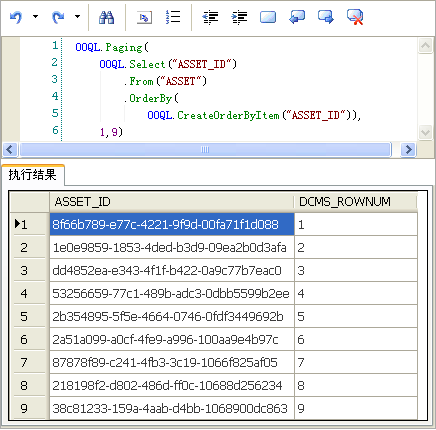 1 OOQL.Paging(
2 OOQL.Select("ASSET_ID")
3 .From("ASSET")
4 .OrderBy(
5 OOQL.CreateOrderByItem("ASSET_ID")),
6 1,9)
执行结果
ASSET_ID DCMS_ROWNUM
1 8f66b789-e77c-4221-9f9d-00fa71f1d088 1
2 1e0e9859-1853-4ded-b3d9-09ea2b0d3afa 2
3 dd4852ea-e343-4f1f-b422-0a9c77b7eac0 3
4 53256659-77c1-489b-adc3-0dbb5599b2ee 4
5 2b354895-5f5e-4664-0746-0fdf3449692b 5
6 2a51a099-a0cf-4fe9-a996-100aa9e4b97c 6
7 87878f89-c241-4fb3-3c19-1066f825af05 7
8 218198f2-d802-486d-ff0c-10688d256234 8
9 38c81233-159a-4aab-d4bb-1068900dc863 9